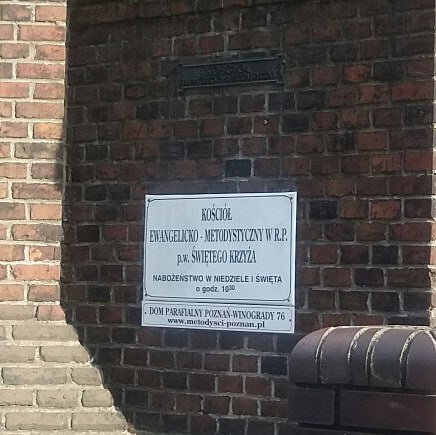 KOŚCIÓŁ
KOŚCIÓŁ
EWANGELICKO - METODYSTYCZNY W R.P.
p.w. ŚWIĘTEGO KRZYŻA
NABOŻEŃSTWO W NIEDZIELE I ŚWIĘTA
o godz. 10³⁰
DOM PARAFIALNY POZNAŃ-WINOGRADY 76
www.metodysci-poznan.pl